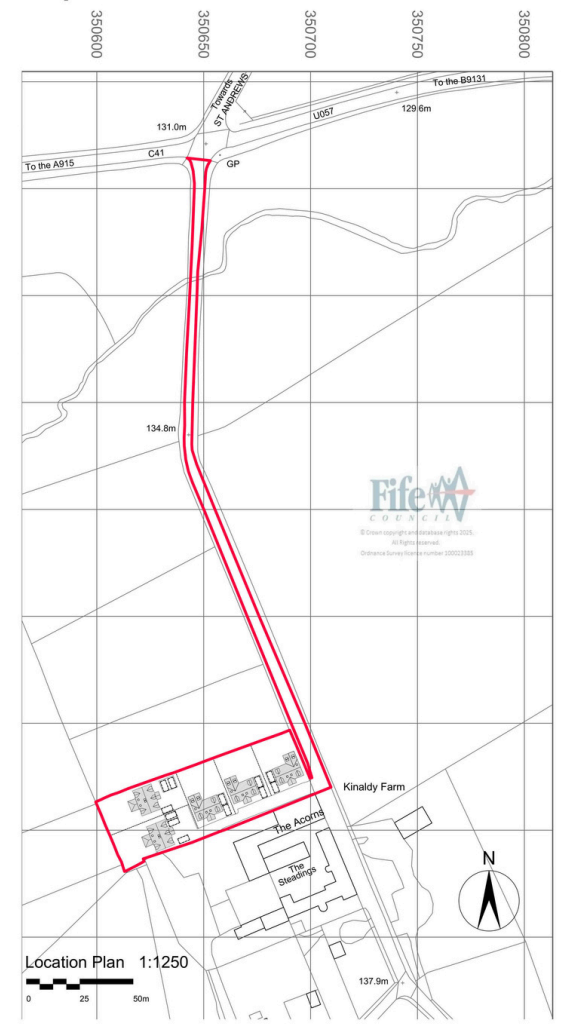 350600
350650
350700
350750
350800
Towards
ST ANDREWS
To the B9131
U057
129.6m
131.0m
C41
To the A915
GP
134.8m
Fife
COUNCIL
© Crown copyright and database rights 2025.
All Rights reserved.
Ordnance Survey license number 100023385
Kinaldy Farm
The Acorns
The
Steadings
N
Location Plan 1:1250
0 25 50m
137.9m